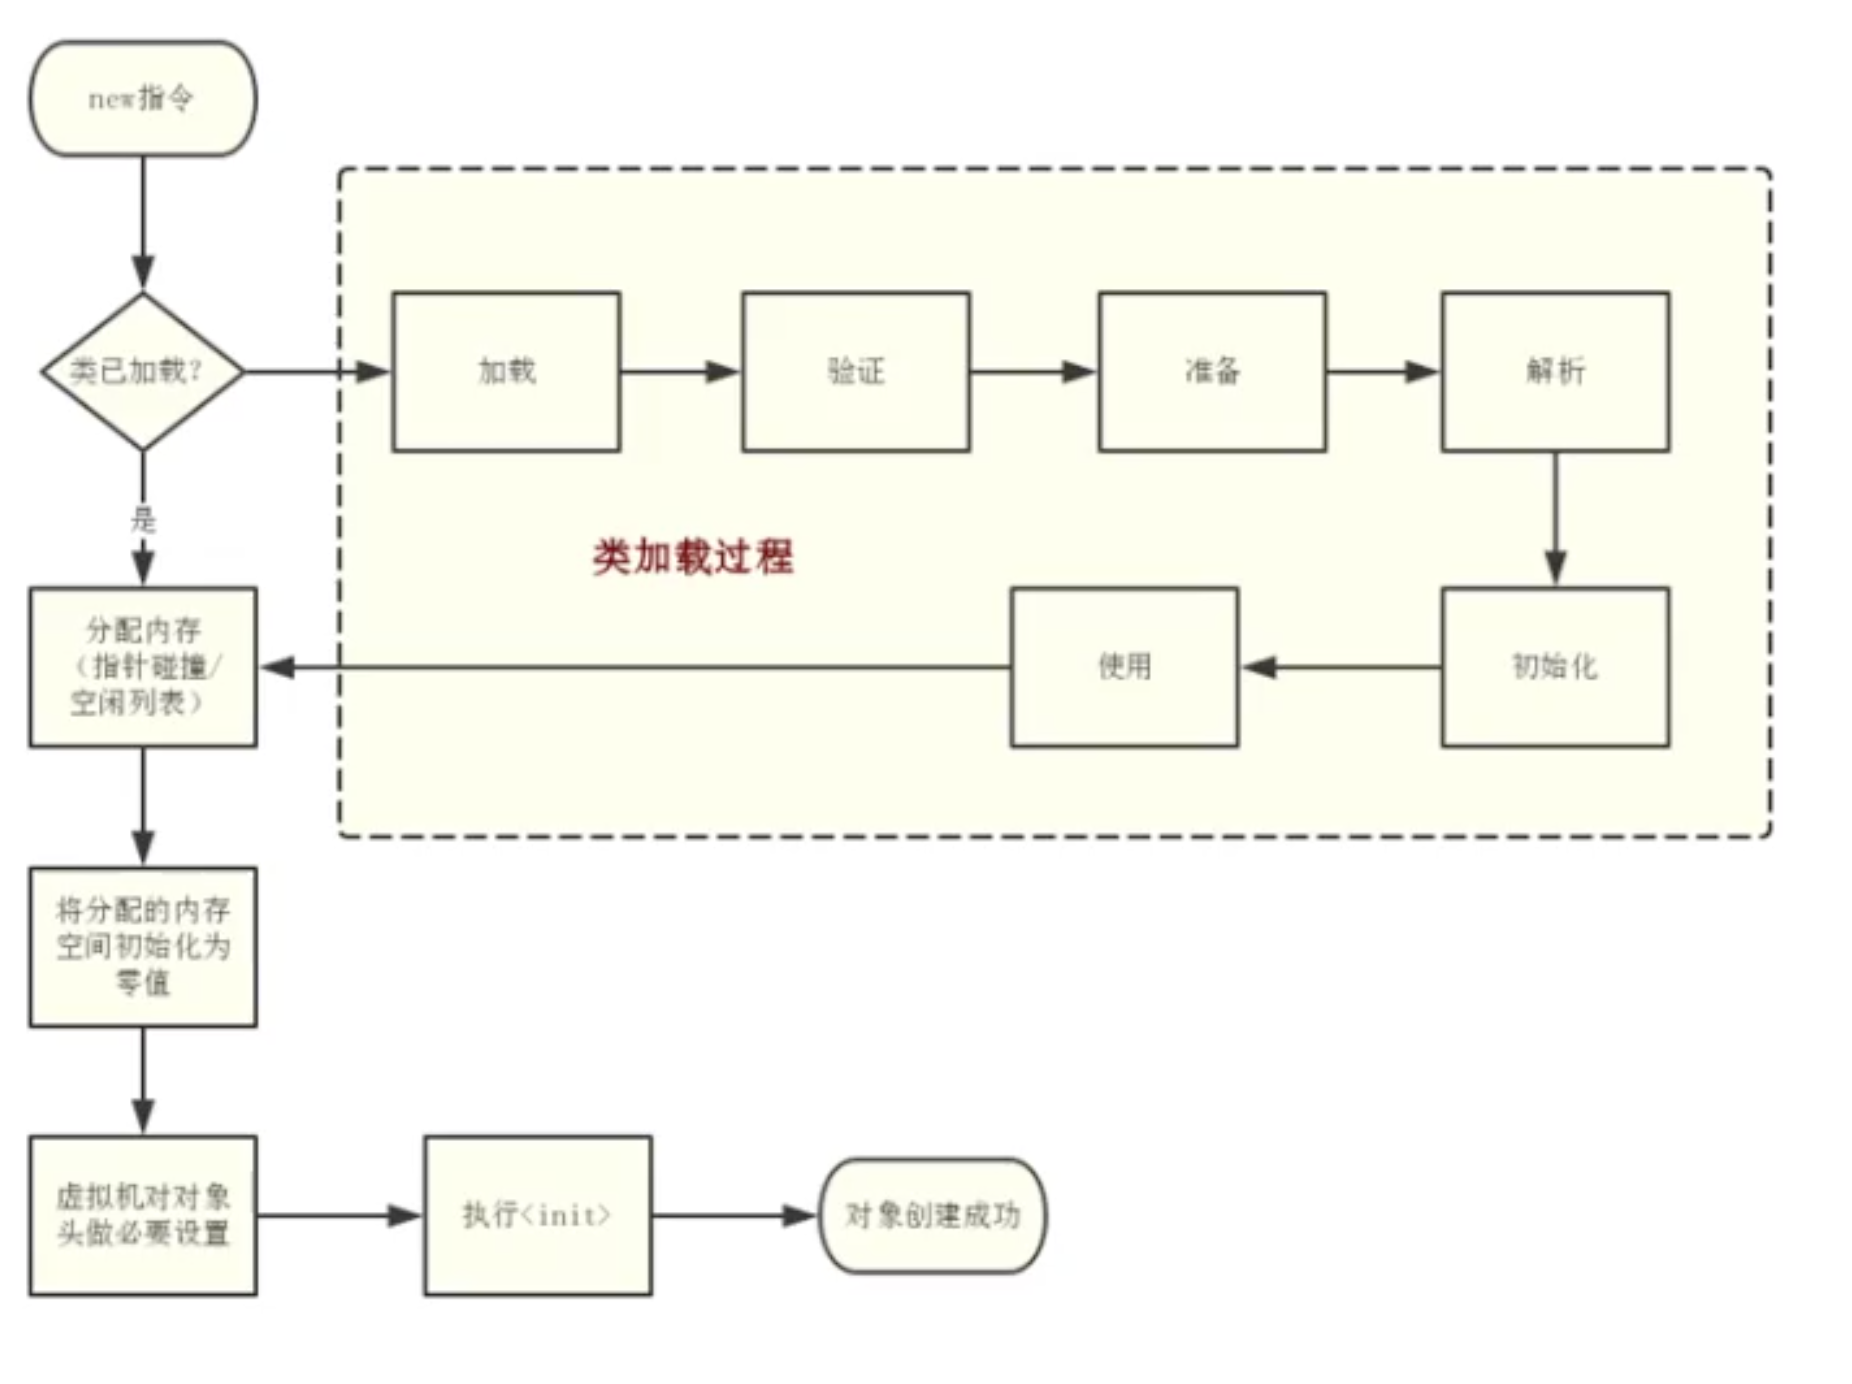 new指令
类已加载?
加载
验证
准备
解析
是
类加载过程
分配内存
(指针碰撞/
空闲列表)
使用
初始化
将分配的内存
空间初始化为
零值
虚拟机对对象
头做必要设置
执行<init>
对象创建成功